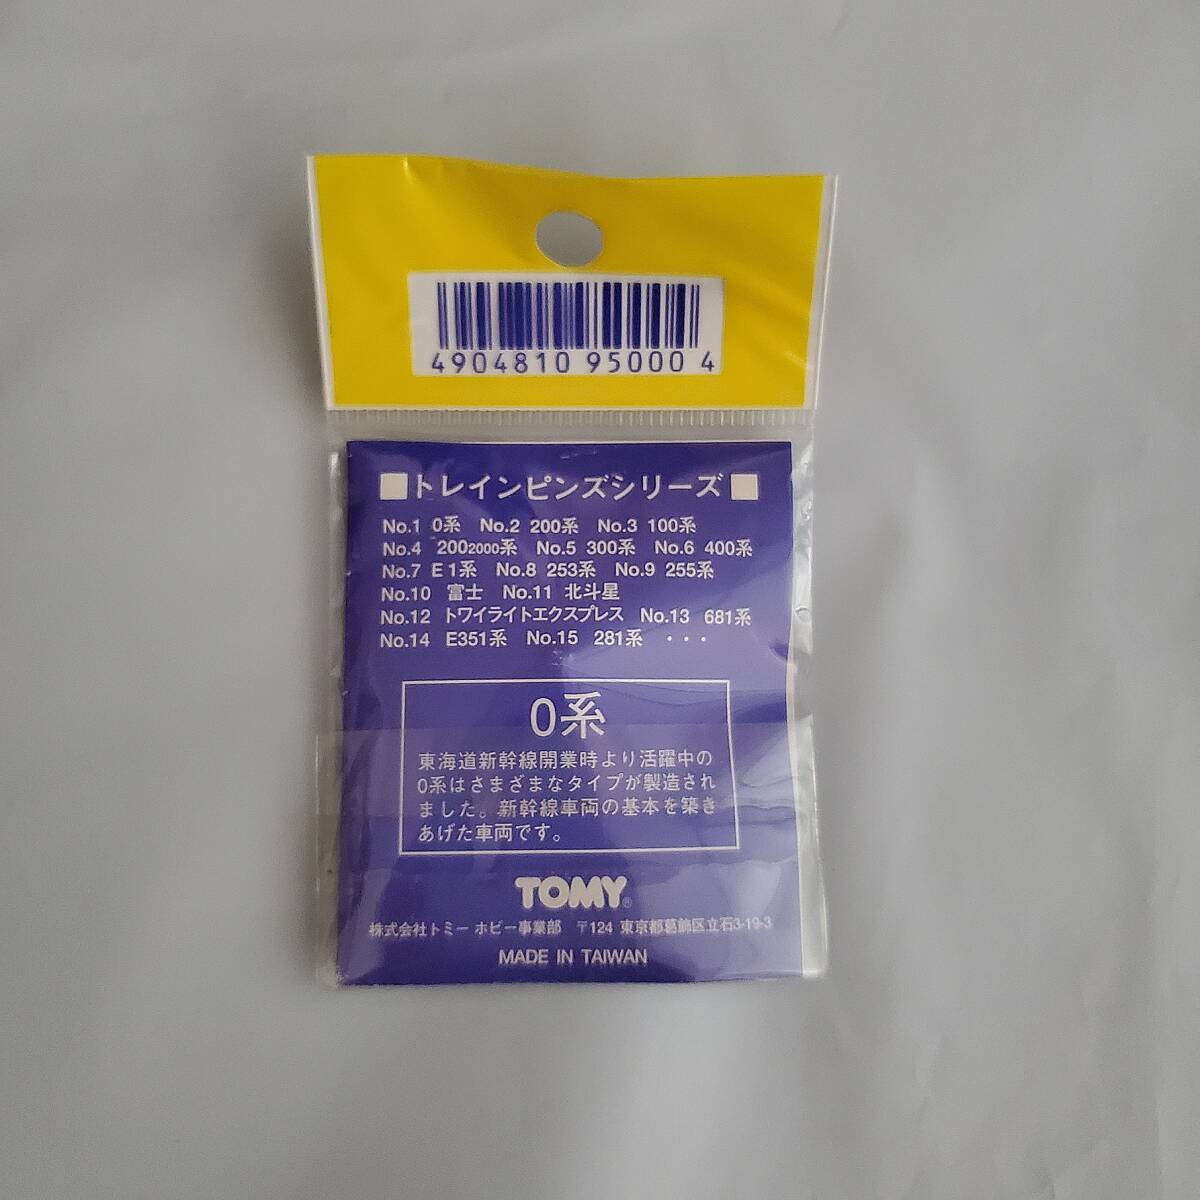 4904810 95000 4
■トレインピンズシリーズ■
No.1 0系 No.2 200系 No.3 100系
No.4 2002000系 No.5 300系 No.6 400系
No.7 E1系 No.8 253系 No.9 255系
No.10 富士 No.11 北斗星
No.12 トワイライトエクスプレス No.13 681系
No.14 E351系 No.15 281系 ・・・
0系
東海道新幹線開業時より活躍中の
0系はさまざまなタイプが製造され
ました。新幹線車両の基本を築き
あげた車両です。
TOMY®
株式会社トミー ホビー事業部 〒124 東京都葛飾区立石3-19-3
MADE IN TAIWAN